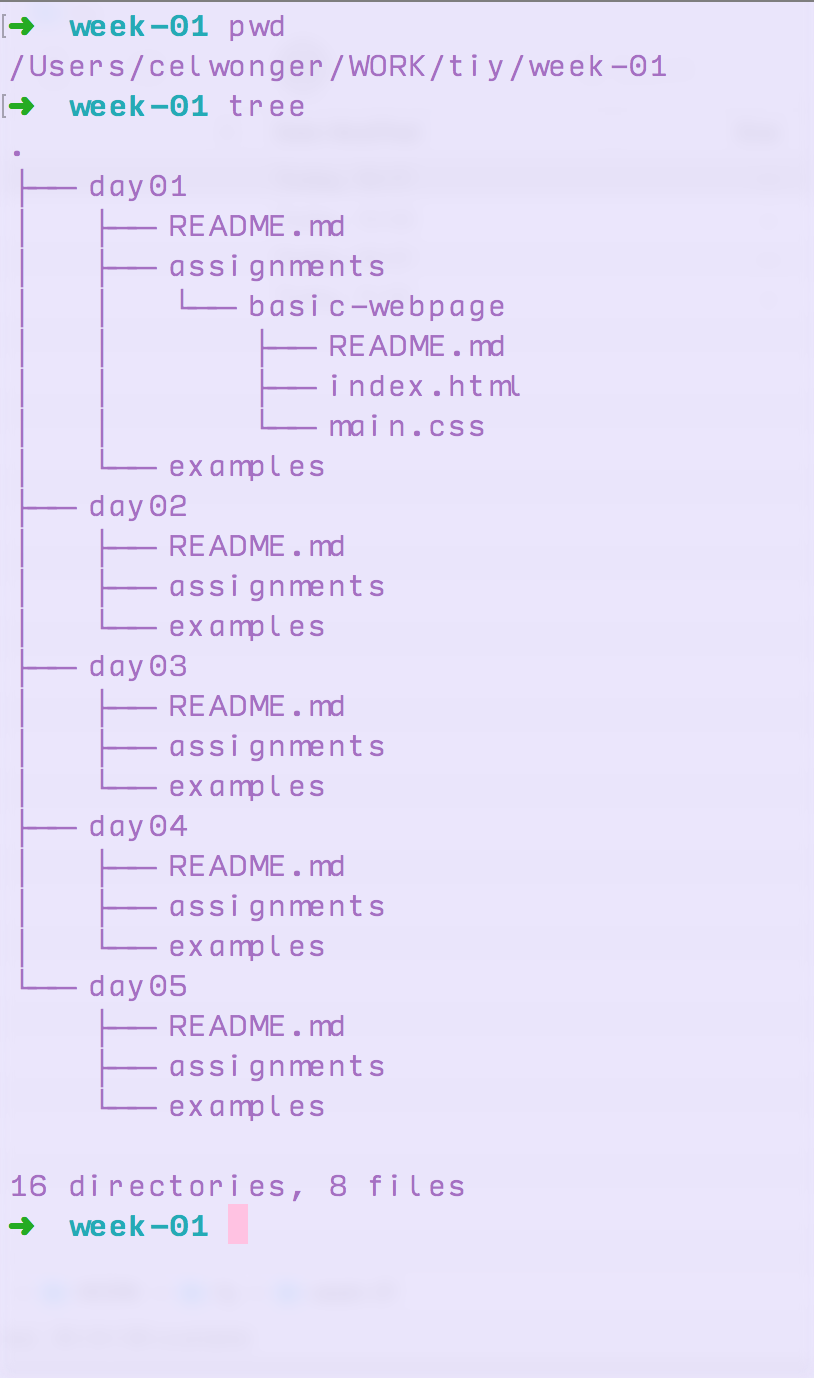 ➜  week-01 pwd
/Users/celwonger/WORK/tiy/week-01
➜  week-01 tree
.
├── day01
│   ├── README.md
│   ├── assignments
│   │   └── basic-webpage
│   │       ├── README.md
│   │       ├── index.html
│   │       └── main.css
│   └── examples
├── day02
│   ├── README.md
│   ├── assignments
│   └── examples
├── day03
│   ├── README.md
│   ├── assignments
│   └── examples
├── day04
│   ├── README.md
│   ├── assignments
│   └── examples
└── day05
    ├── README.md
    ├── assignments
    └── examples

16 directories, 8 files
➜  week-01